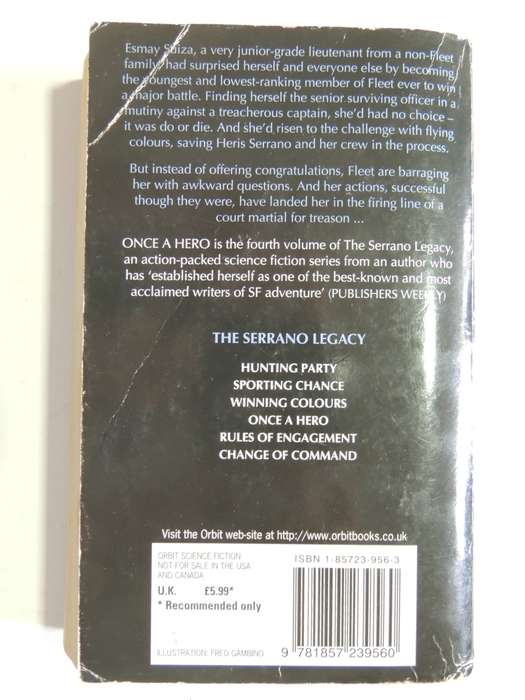 Esmay Suiza, a very junior-grade lieutenant from a non-Fleet
family, had surprised herself and everyone else by becoming
the youngest and lowest-ranking member of Fleet ever to win
a major battle. Finding herself the senior surviving officer in a
mutiny against a treacherous captain, she'd had no choice –
it was do or die. And she'd risen to the challenge with flying
colours, saving Heris Serrano and her crew in the process.
But instead of offering congratulations, Fleet are barraging
her with awkward questions. And her actions, successful
though they were, have landed her in the firing line of a
court martial for treason ...
ONCE A HERO is the fourth volume of The Serrano Legacy,
an action-packed science fiction series from an author who
has 'established herself as one of the best-known and most
acclaimed writers of SF adventure' (PUBLISHERS WEEKLY)
THE SERRANO LEGACY
HUNTING PARTY
SPORTING CHANCE
WINNING COLOURS
ONCE A HERO
RULES OF ENGAGEMENT
CHANGE OF COMMAND
Visit the Orbit web-site at http://www.orbitbooks.co.uk
ORBIT SCIENCE FICTION
NOT FOR SALE IN THE USA
AND CANADA
U.K. £5.99*
* Recommended only
ILLUSTRATION: FRED GAMBINO
ISBN 1-85723-956-3
9 781857 239560